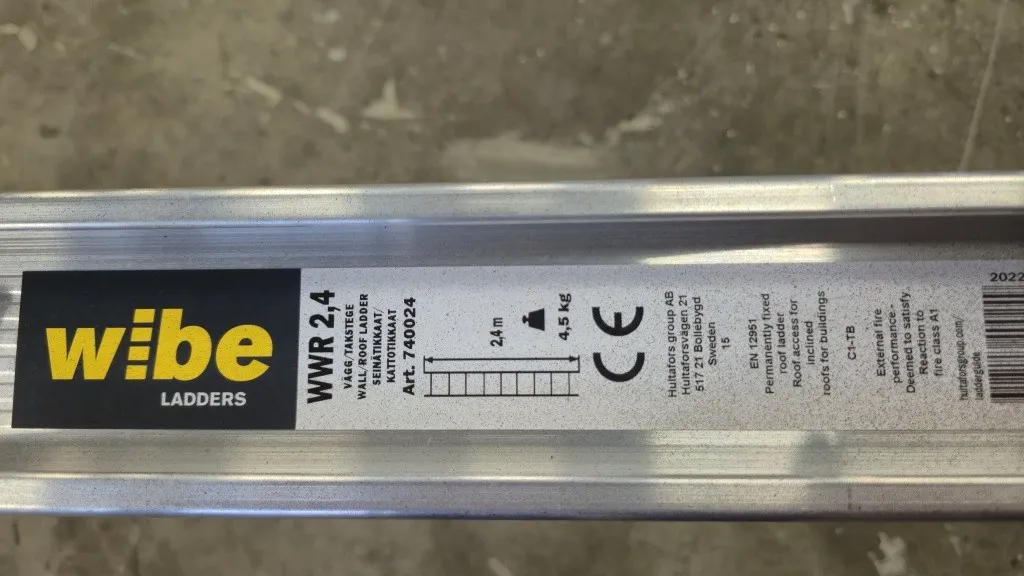 wibe
LADDERS
WWR 2,4
VÄGG/TAKSTEGE
WALL/ROOF LADDER
SEINÄTIKKAAT/
KATTOTIKKAAT
Art. 740024
2,4 m
4,5 kg
CE
Hultafors group AB
Hultaforsvägen 21
517 21 Bollebygd
Sweden
15
EN 12951
Permanently fixed
roof ladder
Roof access for
inclined
roofs for buildings
C1-TB
External fire
performance-
Deemed to satisfy
Reaction to
fire class A1
hultaforsgroup.com/
ladderguide
2022